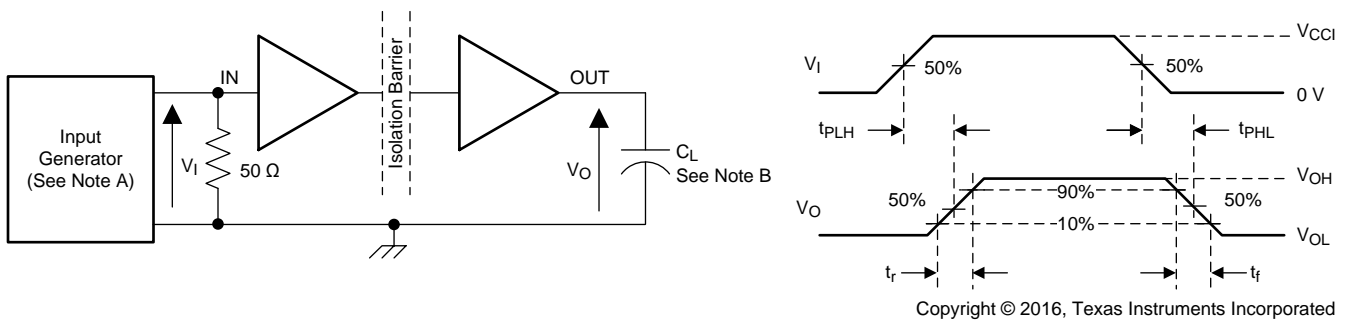 Input
Generator
(See Note A)
V_I
50 Ω
IN
Isolation Barrier
OUT
V_O
C_L
See Note B
V_I
50%
50%
V_CCI
0 V
t_PLH
t_PHL
V_O
50%
90%
10%
50%
V_OH
V_OL
t_r
t_f
Copyright © 2016, Texas Instruments Incorporated